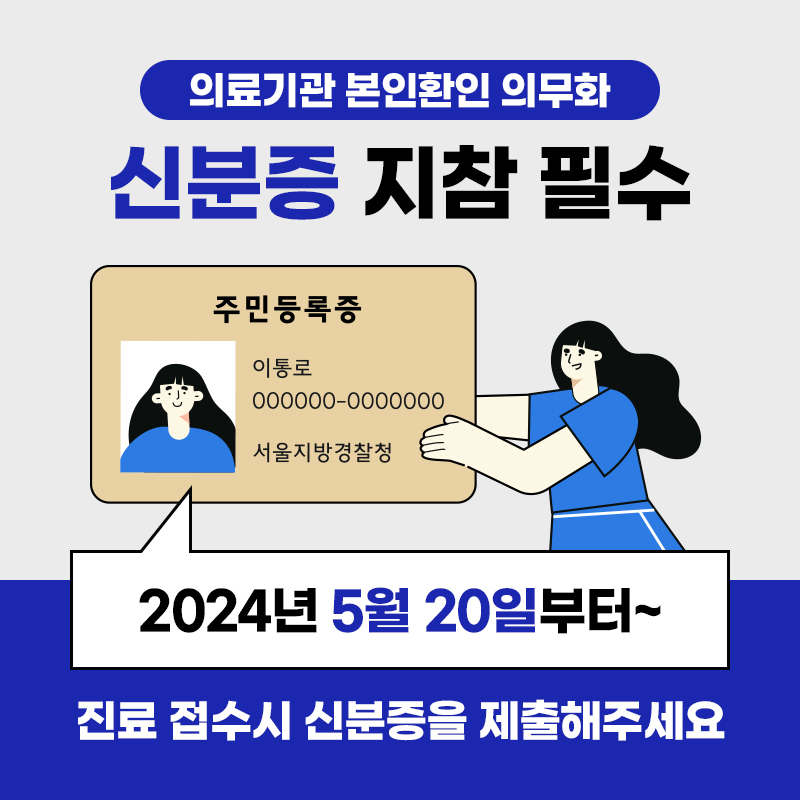 의료기관 본인환인 의무화
신분증 지참 필수
주민등록증
이통로
000000-0000000
서울지방경찰청
2024년 5월 20일부터~
진료 접수시 신분증을 제출해주세요